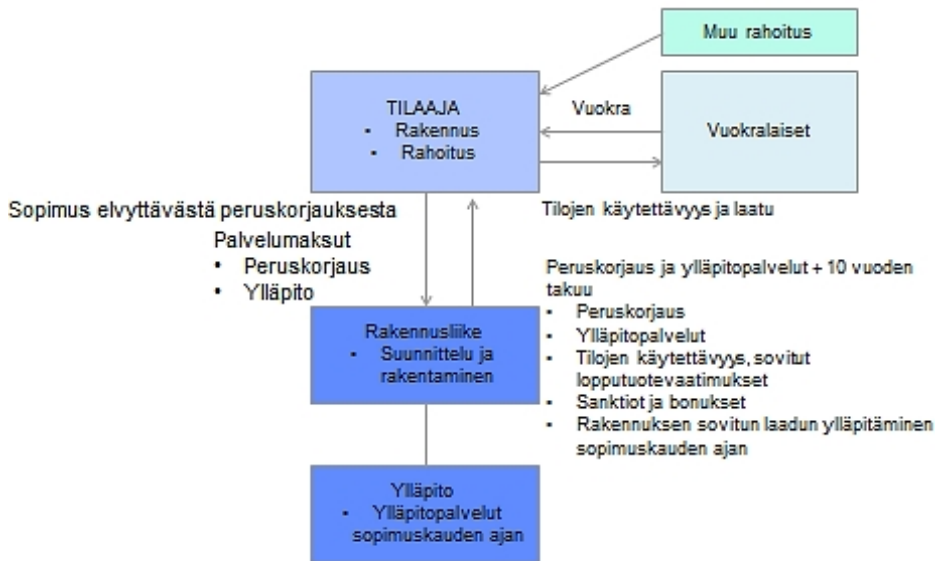 Muu rahoitus
TILAAJA
▪ Rakennus
▪ Rahoitus
Vuokra
Vuokralaiset
Sopimus elvyttävästä peruskorjauksesta
Palvelumaksut
• Peruskorjaus
• Ylläpito
Tilojen käytettävyys ja laatu
Peruskorjaus ja ylläpitopalvelut + 10 vuoden
takuu
▪ Peruskorjaus
▪ Ylläpitopalvelut
▪ Tilojen käytettävyys, sovitut
lopputuotevaatimukset
▪ Sanktiot ja bonukset
▪ Rakennuksen sovitun laadun ylläpitäminen
sopimuskauden ajan
Rakennusliike
▪ Suunnittelu ja
rakentaminen
Ylläpito
▪ Ylläpitopalvelut
sopimuskauden ajan